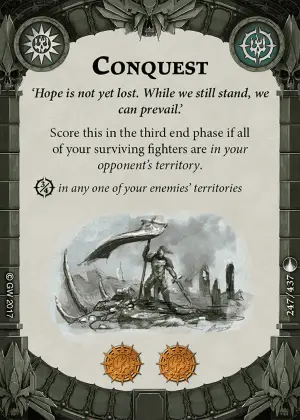 CONQUEST
‘Hope is not yet lost. While we still stand, we
can prevail.’
Score this in the third end phase if all
of your surviving fighters are in your
opponent’s territory.
in any one of your enemies’ territories
© GW 2017
247/437